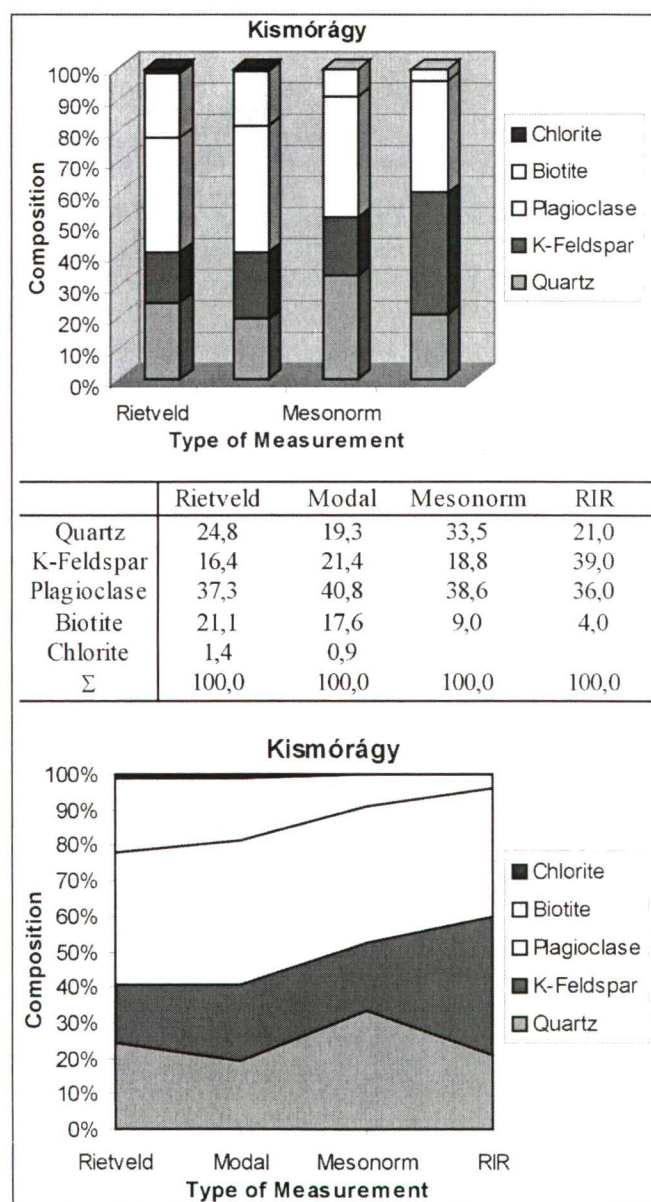 Kismórágy
100%
90%
80%
70%
60%
50%
40%
30%
20%
10%
0%
Composition
Rietveld Mesonorm
Type of Measurement
Chlorite
Biotite
Plagioclase
K-Feldspar
Quartz
Rietveld Modal Mesonorm RIR
Quartz 24,8 19,3 33,5 21,0
K-Feldspar 16,4 21,4 18,8 39,0
Plagioclase 37,3 40,8 38,6 36,0
Biotite 21,1 17,6 9,0 4,0
Chlorite 1,4 0,9
Σ 100,0 100,0 100,0 100,0
Kismórágy
100%
90%
80%
70%
60%
50%
40%
30%
20%
10%
0%
Composition
Rietveld Modal Mesonorm RIR
Type of Measurement
Chlorite
Biotite
Plagioclase
K-Feldspar
Quartz